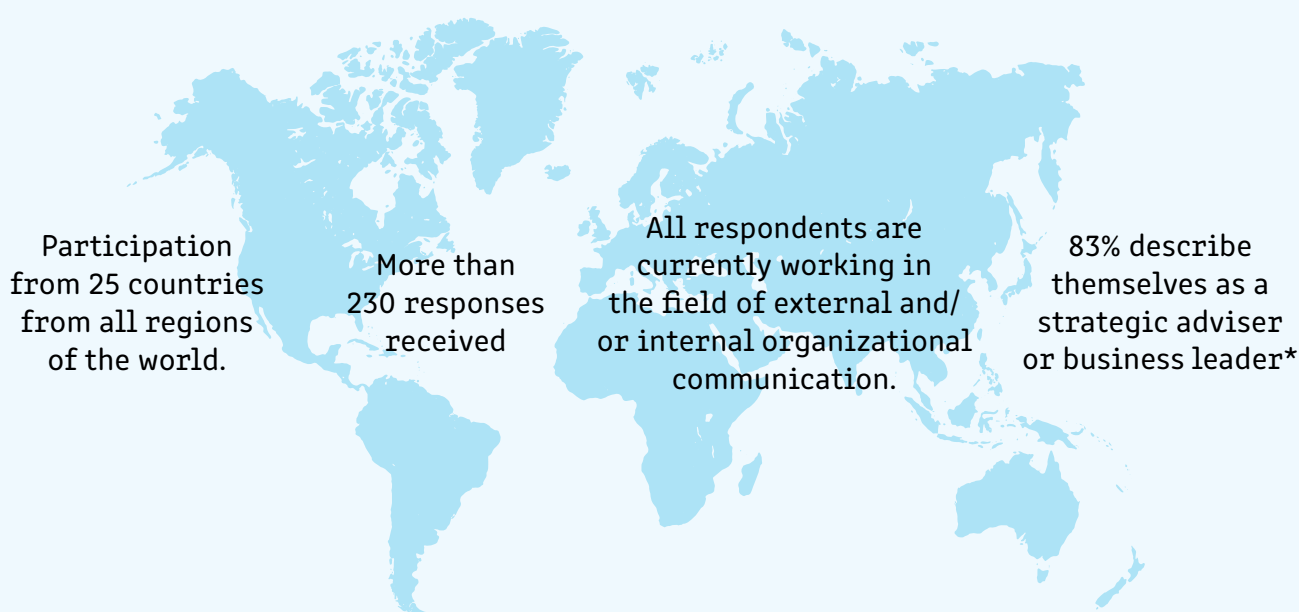 Participation
from 25 countries
from all regions
of the world.
More than
230 responses
received
All respondents are
currently working in
the field of external and/
or internal organizational
communication.
83% describe
themselves as a
strategic adviser
or business leader*